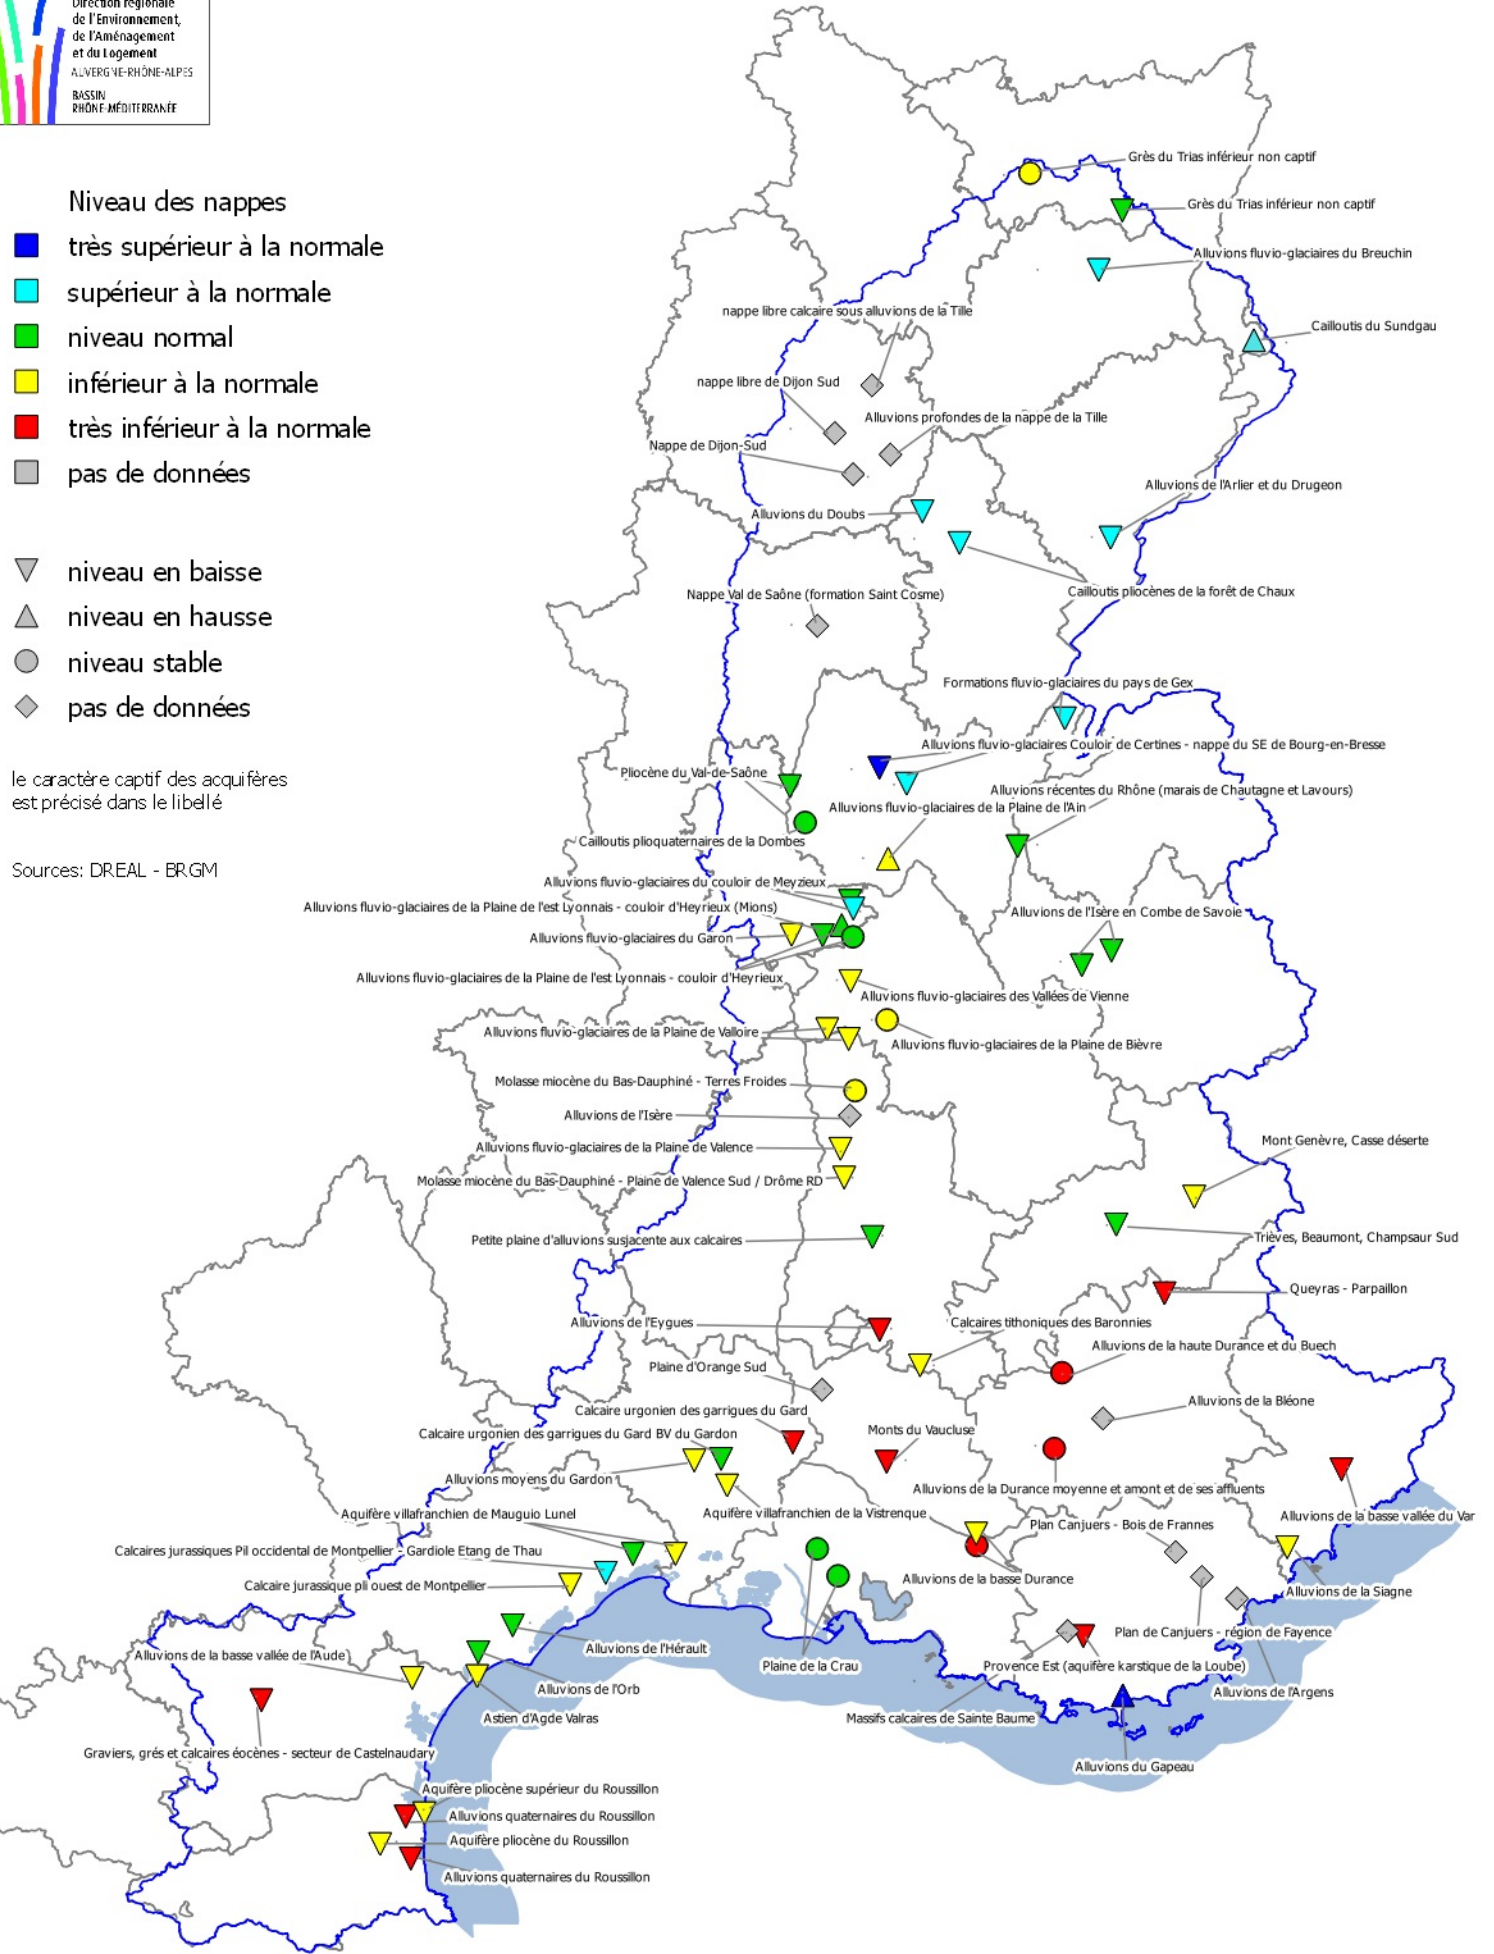 Direction régionale
de l'Environnement,
de l'Aménagement
et du Logement
AUVERGNE-RHÔNE-ALPES
BASSIN
RHÔNE-MÉDITERRANÉE
Niveau des nappes
très supérieur à la normale
supérieur à la normale
niveau normal
inférieur à la normale
très inférieur à la normale
pas de données
niveau en baisse
niveau en hausse
niveau stable
pas de données
le caractère captif des acquifères
est précisé dans le libellé
Sources: DREAL - BRGM
Grès du Trias inférieur non captif
Grès du Trias inférieur non captif
Alluvions fluvio-glaciaires du Breuchin
nappe libre calcaire sous alluvions de la Tille
Cailloutis du Sundgau
nappe libre de Dijon Sud
Alluvions profondes de la nappe de la Tille
Nappe de Dijon-Sud
Alluvions de l'Arlier et du Drugeon
Alluvions du Doubs
Cailloutis pliocènes de la forêt de Chaux
Nappe Val de Saône (formation Saint Cosme)
Formations fluvio-glaciaires du pays de Gex
Alluvions fluvio-glaciaires Couloir de Certines - nappe du SE de Bourg-en-Bresse
Pliocène du Val-de-Saône
Alluvions récentes du Rhône (marais de Chautagne et Lavours)
Alluvions fluvio-glaciaires de la Plaine de l'Ain
Cailloutis plioquaternaires de la Dombes
Alluvions fluvio-glaciaires du couloir de Meyzieux
Alluvions fluvio-glaciaires de la Plaine de l'est Lyonnais - couloir d'Heyrieux (Mions)
Alluvions de l'Isère en Combe de Savoie
Alluvions fluvio-glaciaires du Garon
Alluvions fluvio-glaciaires de la Plaine de l'est Lyonnais - couloir d'Heyrieux
Alluvions fluvio-glaciaires des Vallées de Vienne
Alluvions fluvio-glaciaires de la Plaine de Valloire
Alluvions fluvio-glaciaires de la Plaine de Bièvre
Molasse miocène du Bas-Dauphiné - Terres Froides
Alluvions de l'Isère
Mont Genèvre, Casse déserte
Alluvions fluvio-glaciaires de la Plaine de Valence
Molasse miocène du Bas-Dauphiné - Plaine de Valence Sud / Drôme RD
Trièves, Beaumont, Champsaur Sud
Petite plaine d'alluvions susjacente aux calcaires
Queyras - Parpaillon
Alluvions de l'Eygues
Calcaires tithoniques des Baronnies
Alluvions de la haute Durance et du Buech
Plaine d'Orange Sud
Alluvions de la Bléone
Calcaire urgonien des garrigues du Gard
Monts du Vaucluse
Calcaire urgonien des garrigues du Gard BV du Gardon
Alluvions moyens du Gardon
Alluvions de la Durance moyenne et amont et de ses affluents
Aquifère villafranchien de Mauguio Lunel
Aquifère villafranchien de la Vistrenque
Alluvions de la basse vallée du Var
Plan Canjuers - Bois de Frannes
Calcaires jurassiques Pil occidental de Montpellier - Gardiole Etang de Thau
Alluvions de la basse Durance
Calcaire jurassique pli ouest de Montpellier
Alluvions de la Siagne
Plan de Canjuers - région de Fayence
Alluvions de l'Hérault
Alluvions de la basse vallée de l'Aude
Plaine de la Crau
Provence Est (aquifère karstique de la Loube)
Alluvions de l'Orb
Alluvions de l'Argens
Astien d'Agde Valras
Massifs calcaires de Sainte Baume
Graviers, grés et calcaires éocènes - secteur de Castelnaudary
Alluvions du Gapeau
Aquifère pliocène supérieur du Roussillon
Alluvions quaternaires du Roussillon
Aquifère pliocène du Roussillon
Alluvions quaternaires du Roussillon